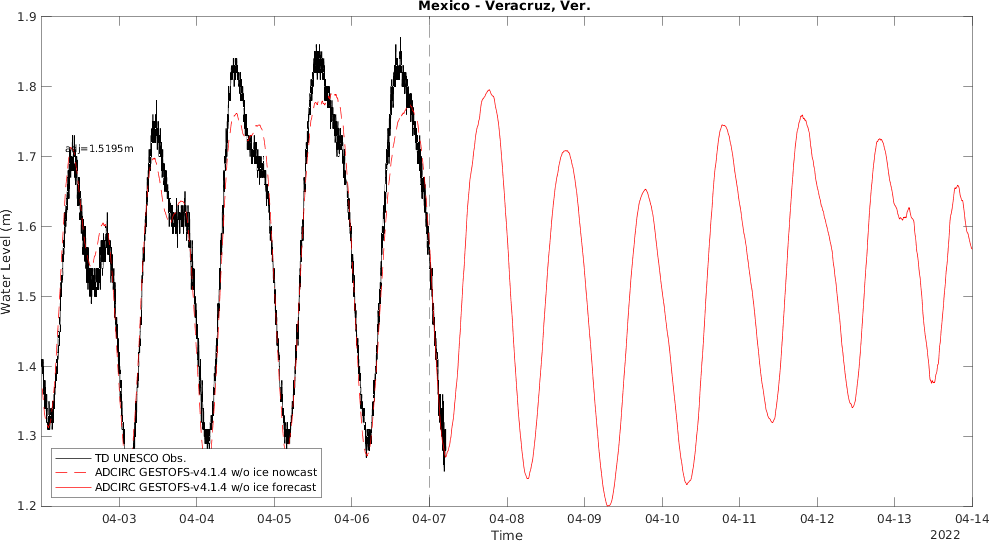 Mexico - Veracruz, Ver.
1.9
1.8
1.7
1.6
1.5
1.4
1.3
1.2
Water Level (m)
adj=1.5195m
TD UNESCO Obs.
ADCIRC GESTOFS-v4.1.4 w/o ice nowcast
ADCIRC GESTOFS-v4.1.4 w/o ice forecast
04-03 04-04 04-05 04-06 04-07 04-08 04-09 04-10 04-11 04-12 04-13 04-14
Time
2022